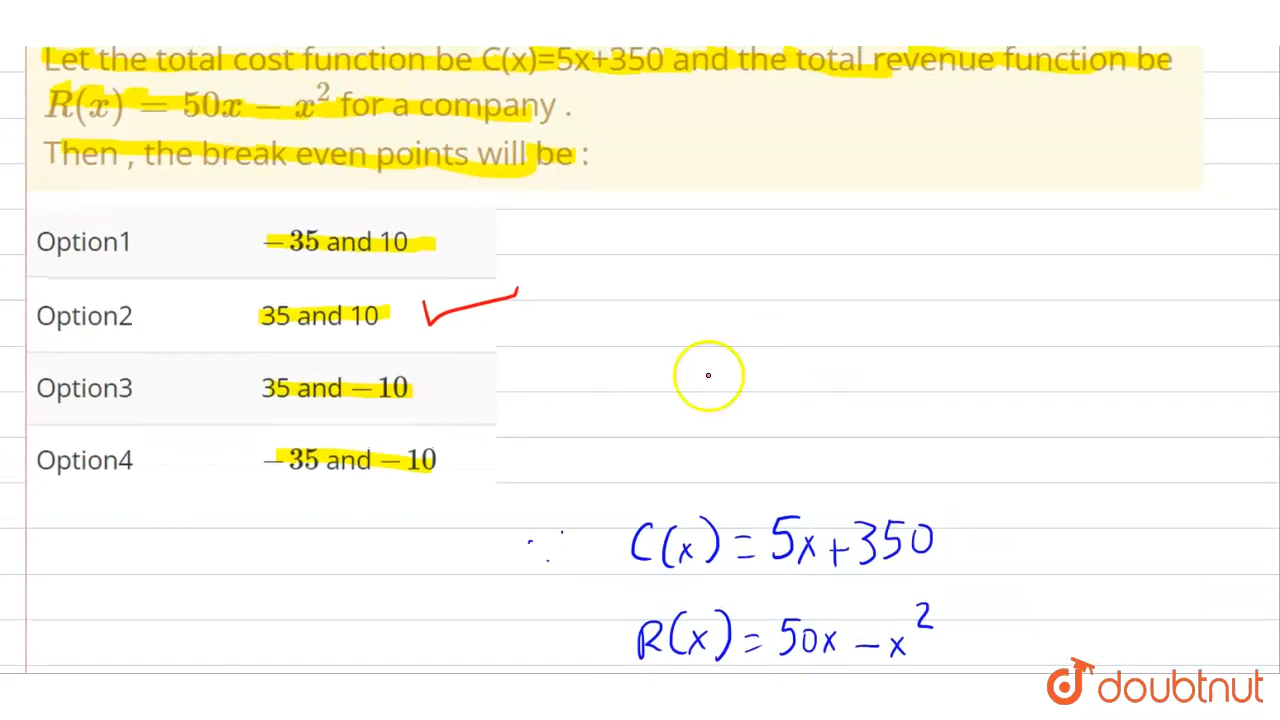 Let the total cost function be C(x)=5x+350 and the total revenue function be
R(x) = 50x − x² for a company .
Then , the break even points will be :
Option1 −35 and 10
Option2 35 and 10
Option3 35 and −10
Option4 −35 and −10
∵ C(x) = 5x+350
R(x) = 50x − x²
doubtnut